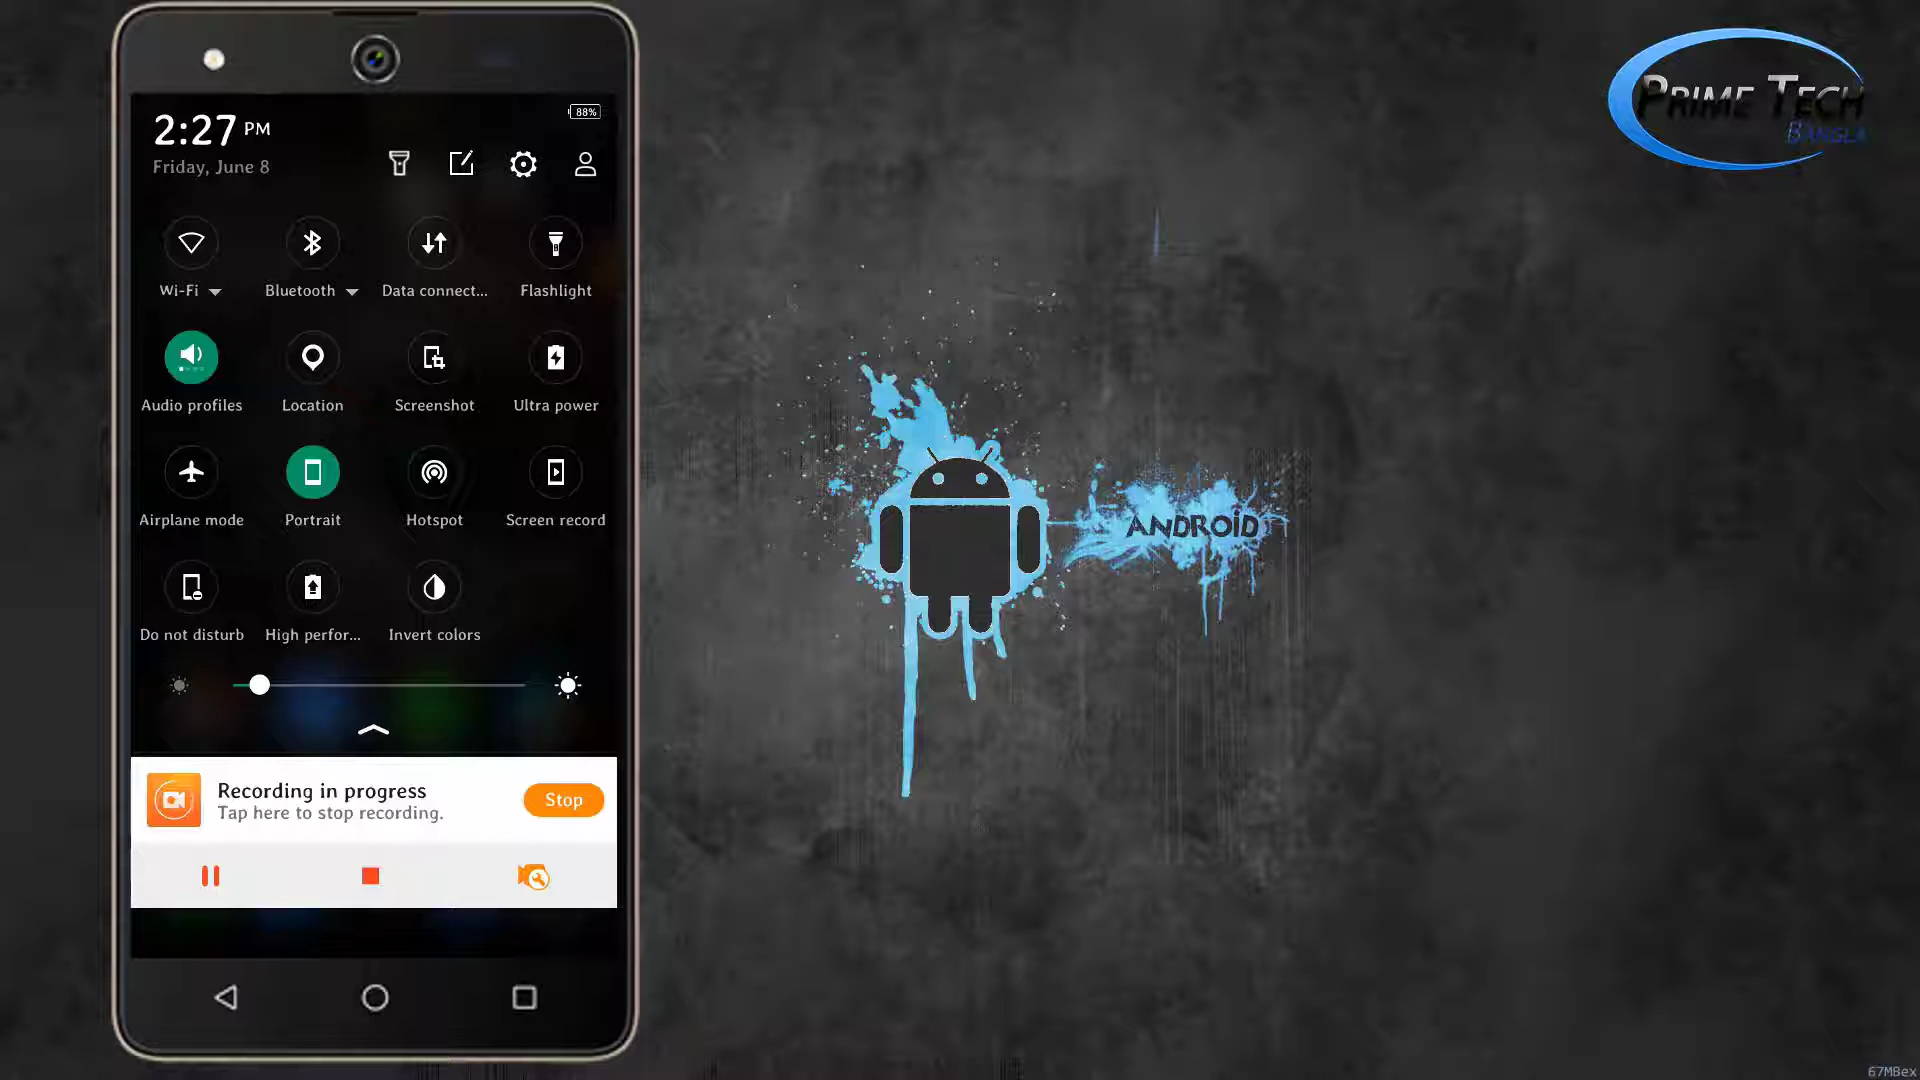 PRIME TECH
BANGLA
88%
2:27 PM
Friday, June 8
Wi-Fi
Bluetooth
Data connect...
Flashlight
Audio profiles
Location
Screenshot
Ultra power
Airplane mode
Portrait
Hotspot
Screen record
Do not disturb
High perfor...
Invert colors
Recording in progress
Tap here to stop recording.
Stop
ANDROID
67MBex